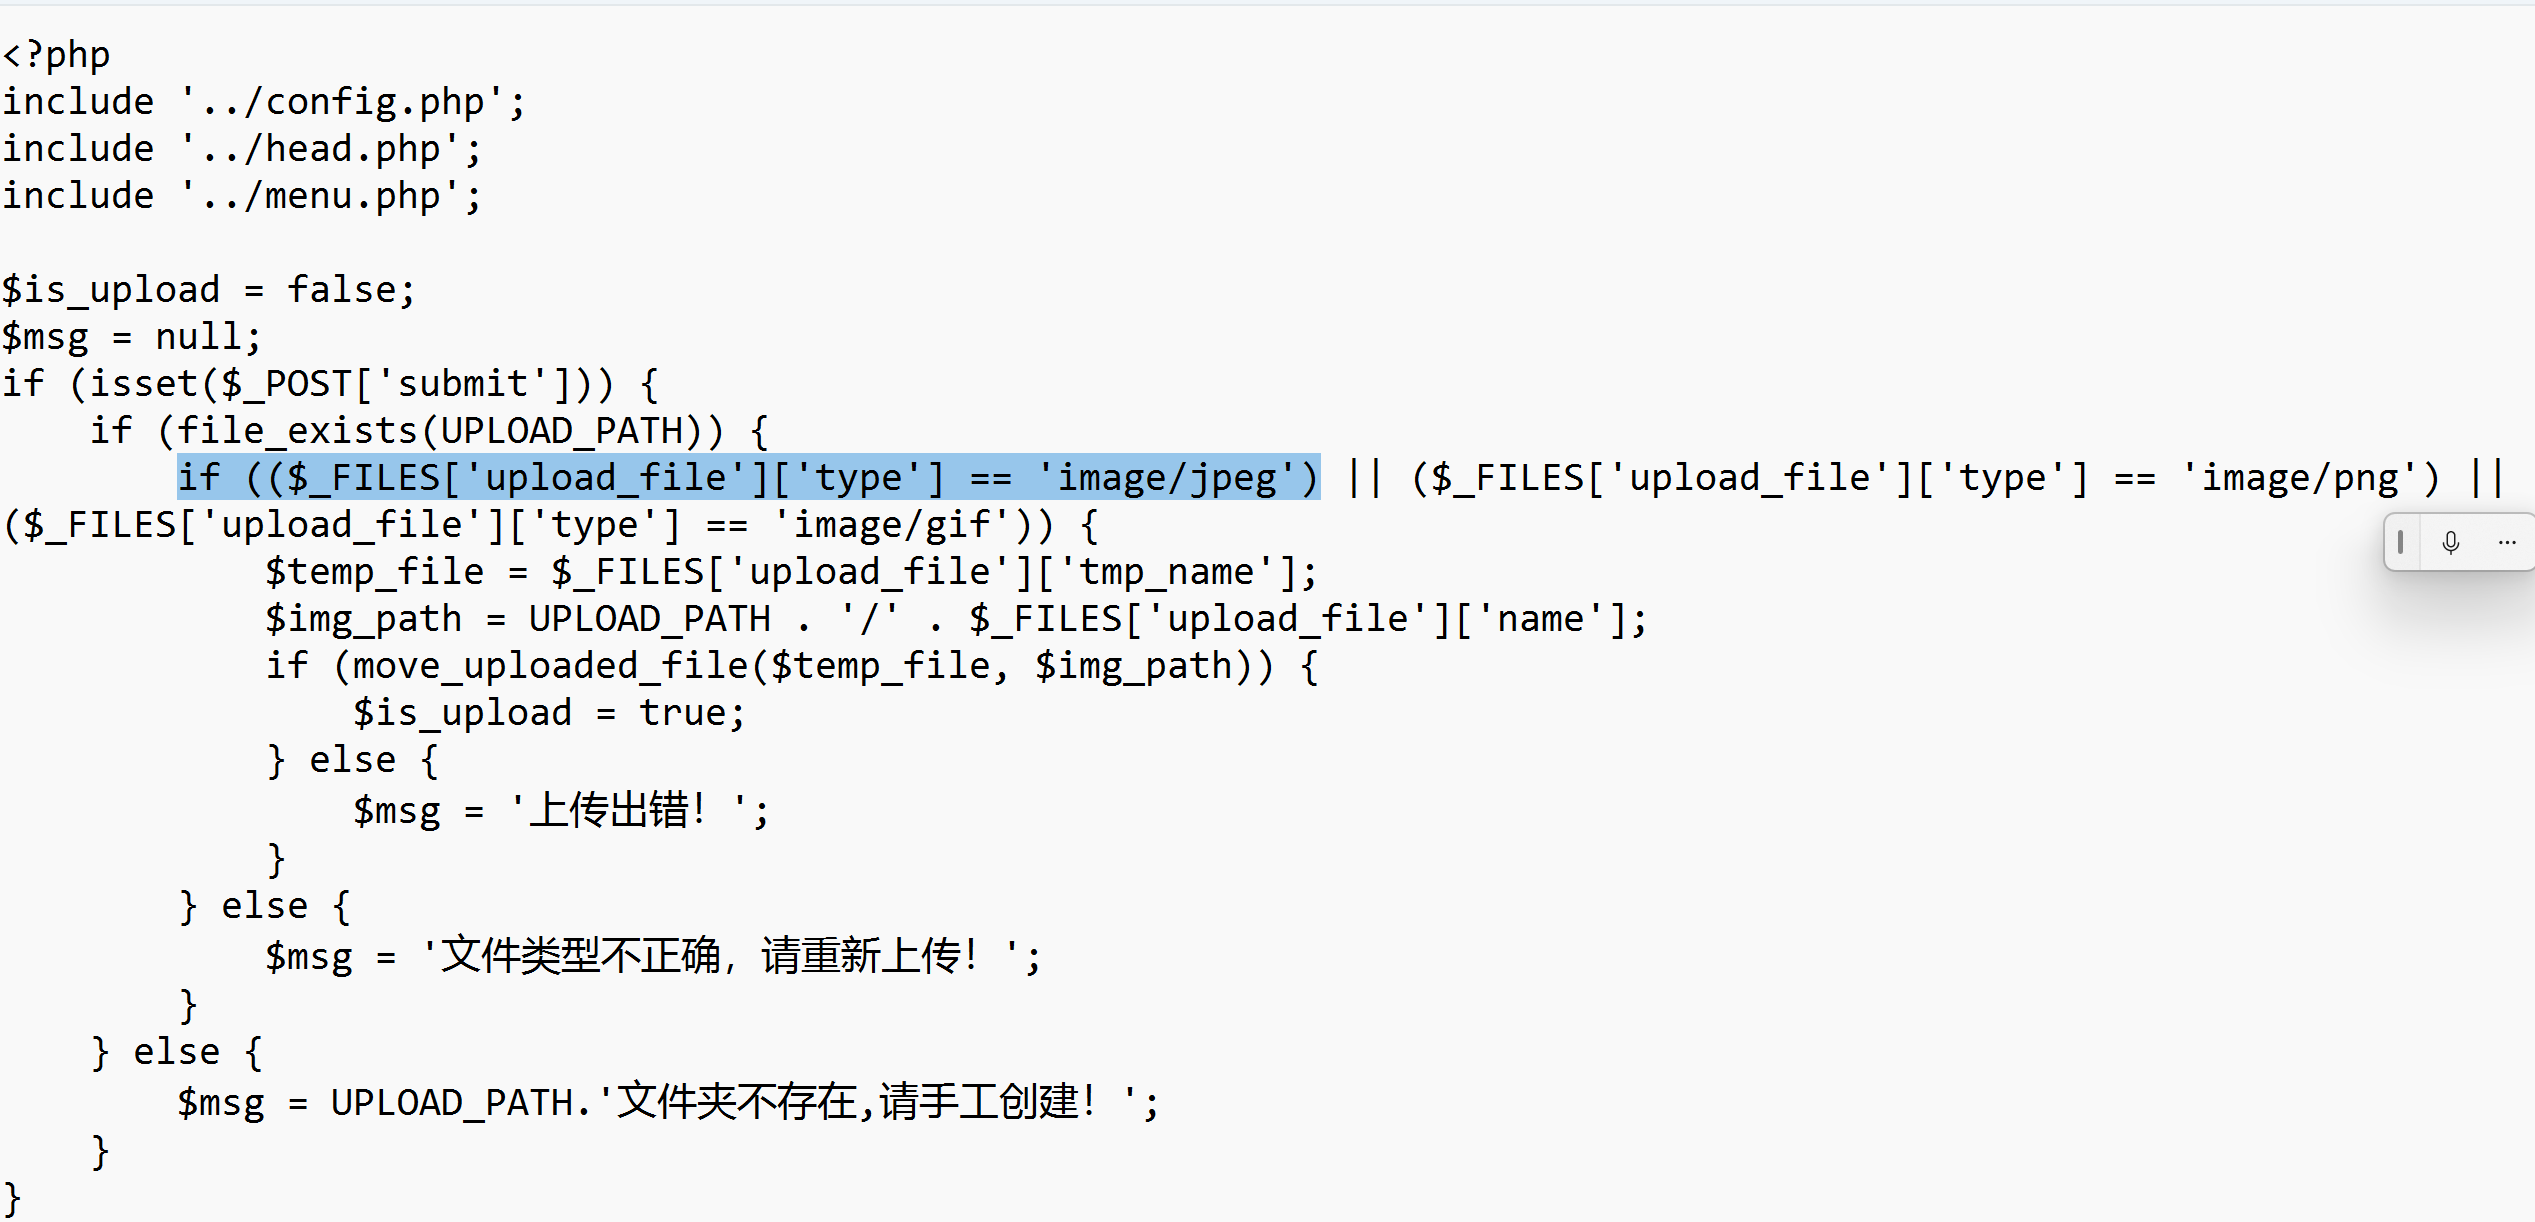 <?php
include '../config.php';
include '../head.php';
include '../menu.php';

$is_upload = false;
$msg = null;
if (isset($_POST['submit'])) {
    if (file_exists(UPLOAD_PATH)) {
        if (($_FILES['upload_file']['type'] == 'image/jpeg') || ($_FILES['upload_file']['type'] == 'image/png') ||
($_FILES['upload_file']['type'] == 'image/gif')) {
            $temp_file = $_FILES['upload_file']['tmp_name'];
            $img_path = UPLOAD_PATH . '/' . $_FILES['upload_file']['name'];
            if (move_uploaded_file($temp_file, $img_path)) {
                $is_upload = true;
            } else {
                $msg = '上传出错！';
            }
        } else {
            $msg = '文件类型不正确，请重新上传！';
        }
    } else {
        $msg = UPLOAD_PATH.'文件夹不存在,请手工创建！';
    }
}